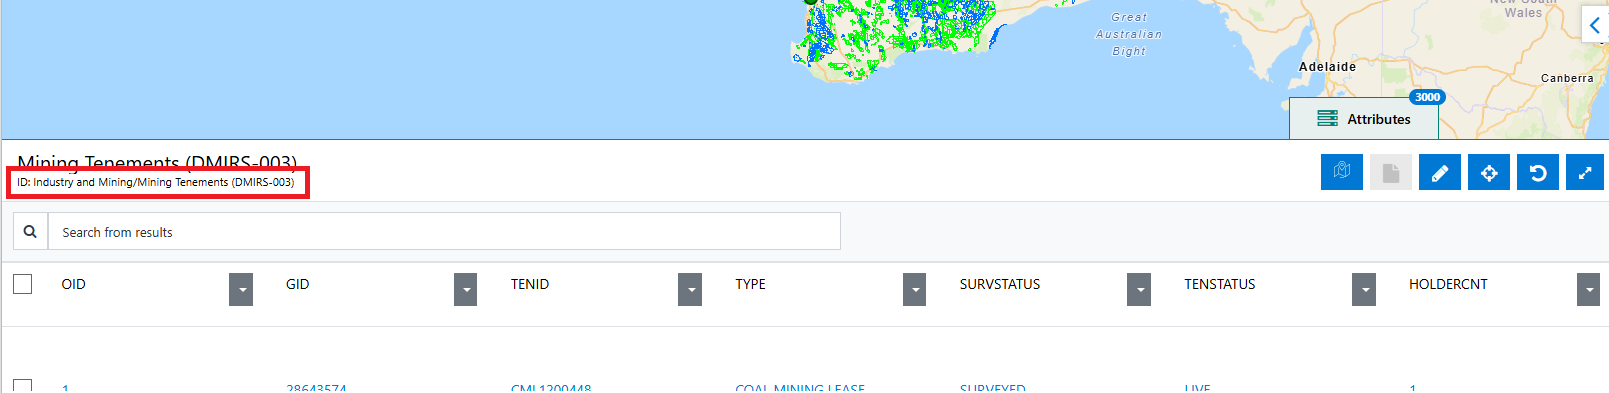 New South
Wales
Great
Australian
Bight
Adelaide
Canberra
3000
Attributes
Mining Tenements (DMIRS-003)
ID: Industry and Mining/Mining Tenements (DMIRS-003)
Search from results
OID GID TENID TYPE SURVSTATUS TENSTATUS HOLDERCNT
1 28643574 CML1200448 COAL MINING LEASE SURVEYED LIVE 1